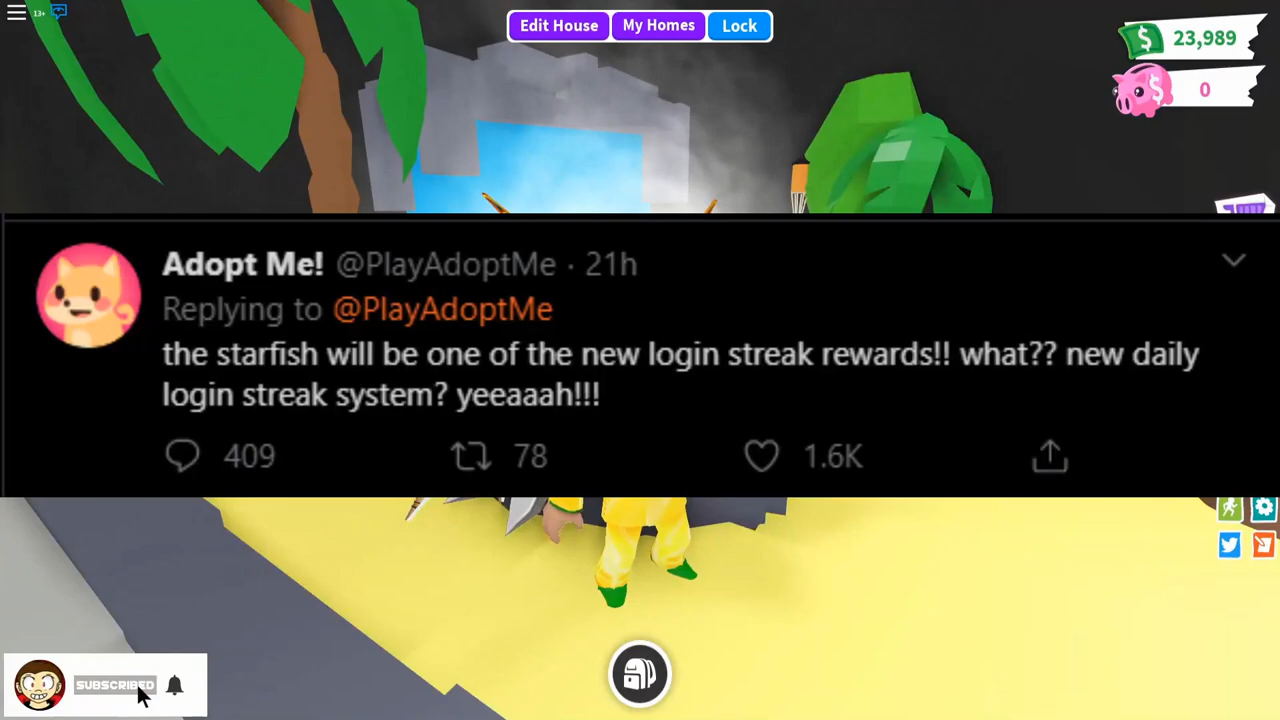 13+
Edit House
My Homes
Lock
$ 23,989
$ 0
Adopt Me! @PlayAdoptMe · 21h
Replying to @PlayAdoptMe
the starfish will be one of the new login streak rewards!! what?? new daily
login streak system? yeeaaah!!!
409
78
1.6K
SUBSCRIBED